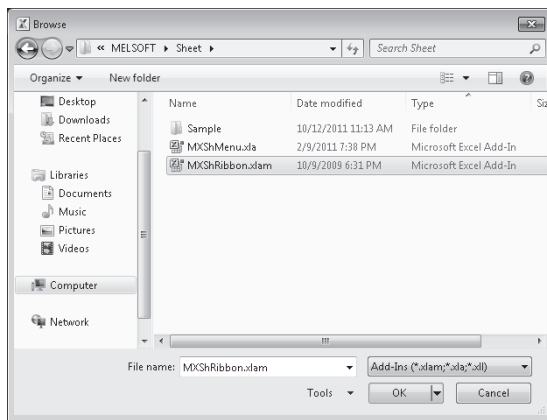 Browse
« MELSOFT ▸ Sheet ▸
Search Sheet
Organize ▼ New folder
Desktop
Downloads
Recent Places
Libraries
Documents
Music
Pictures
Videos
Computer
Network
Name Date modified Type Siz
Sample 10/12/2011 11:13 AM File folder
MXShMenu.xla 2/9/2011 7:38 PM Microsoft Excel Add-In
MXShRibbon.xlam 10/9/2009 6:31 PM Microsoft Excel Add-In
File name: MXShRibbon.xlam Add-Ins (*.xlam;*.xla;*.xll)
Tools OK Cancel